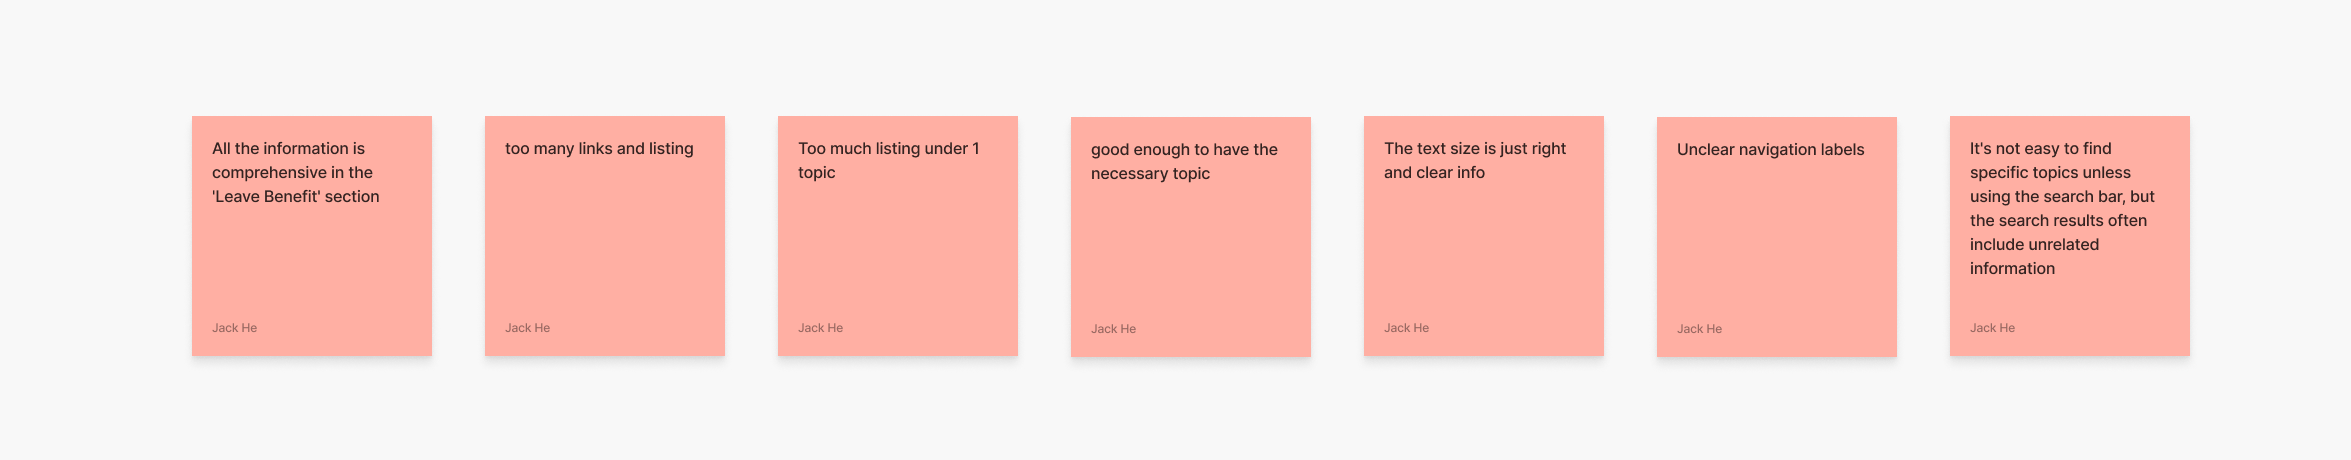 All the information is
comprehensive in the
'Leave Benefit' section
Jack He
too many links and listing
Jack He
Too much listing under 1
topic
Jack He
good enough to have the
necessary topic
Jack He
The text size is just right
and clear info
Jack He
Unclear navigation labels
Jack He
It's not easy to find
specific topics unless
using the search bar, but
the search results often
include unrelated
information
Jack He